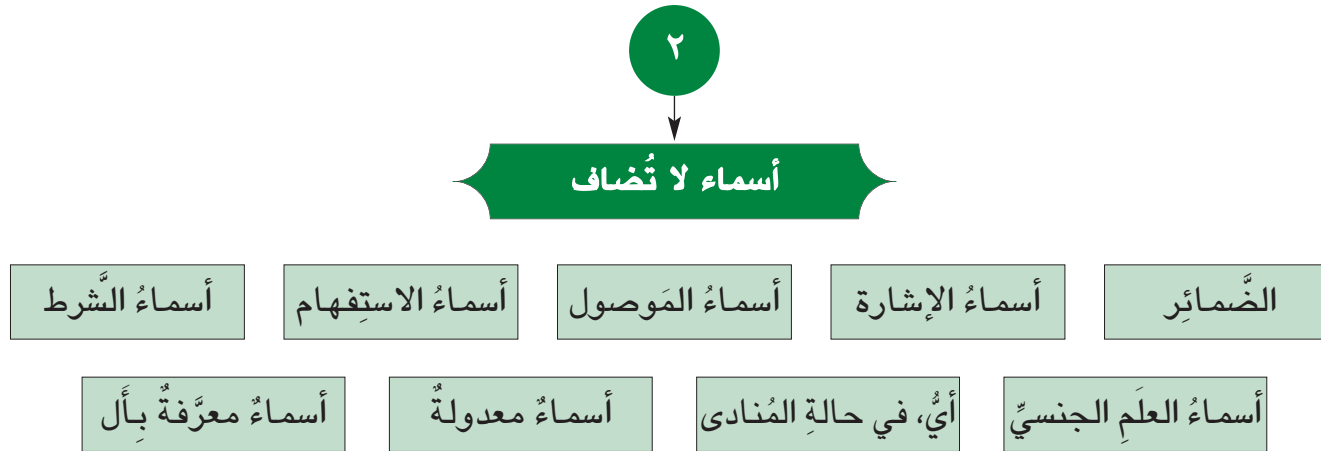 ٢
أسماء لا تُضاف
الضَّمائِر أسماءُ الإشارة أسماءُ المَوصول أسماءُ الاستِفهام أسماءُ الشَّرط
أسماءُ العلَمِ الجنسيِّ أيُّ، في حالةِ المُنادى أسماءٌ معدولةٌ أسماءٌ معرَّفةٌ بِأَل